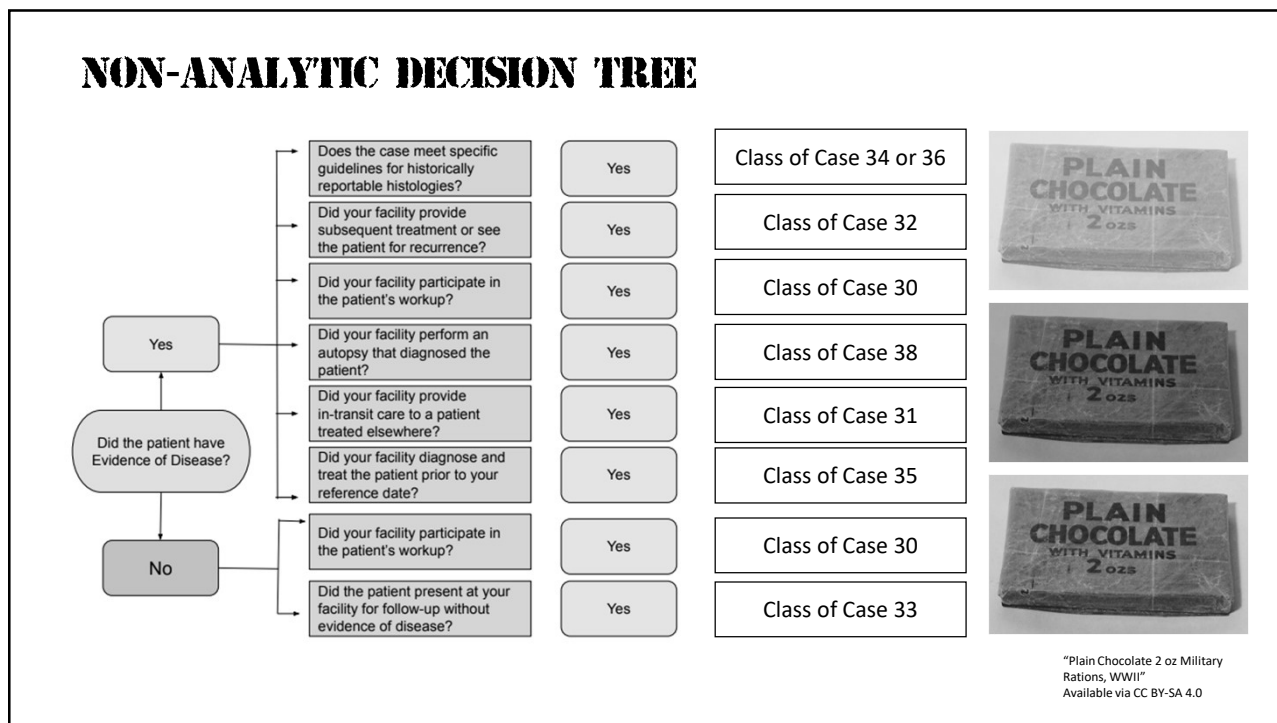 NON-ANALYTIC DECISION TREE
Does the case meet specific
guidelines for historically
reportable histologies?
Yes
Class of Case 34 or 36
Did your facility provide
subsequent treatment or see
the patient for recurrence?
Yes
Class of Case 32
Did your facility participate in
the patient's workup?
Yes
Class of Case 30
Yes
Did your facility perform an
autopsy that diagnosed the
patient?
Yes
Class of Case 38
Did your facility provide
in-transit care to a patient
treated elsewhere?
Yes
Class of Case 31
Did the patient have
Evidence of Disease?
Did your facility diagnose and
treat the patient prior to your
reference date?
Yes
Class of Case 35
No
Did your facility participate in
the patient's workup?
Yes
Class of Case 30
Did the patient present at your
facility for follow-up without
evidence of disease?
Yes
Class of Case 33
PLAIN
CHOCOLATE
WITH VITAMINS
2 OZS
PLAIN
CHOCOLATE
WITH VITAMINS
2 OZS
PLAIN
CHOCOLATE
WITH VITAMINS
2 OZS
“Plain Chocolate 2 oz Military
Rations, WWII”
Available via CC BY-SA 4.0